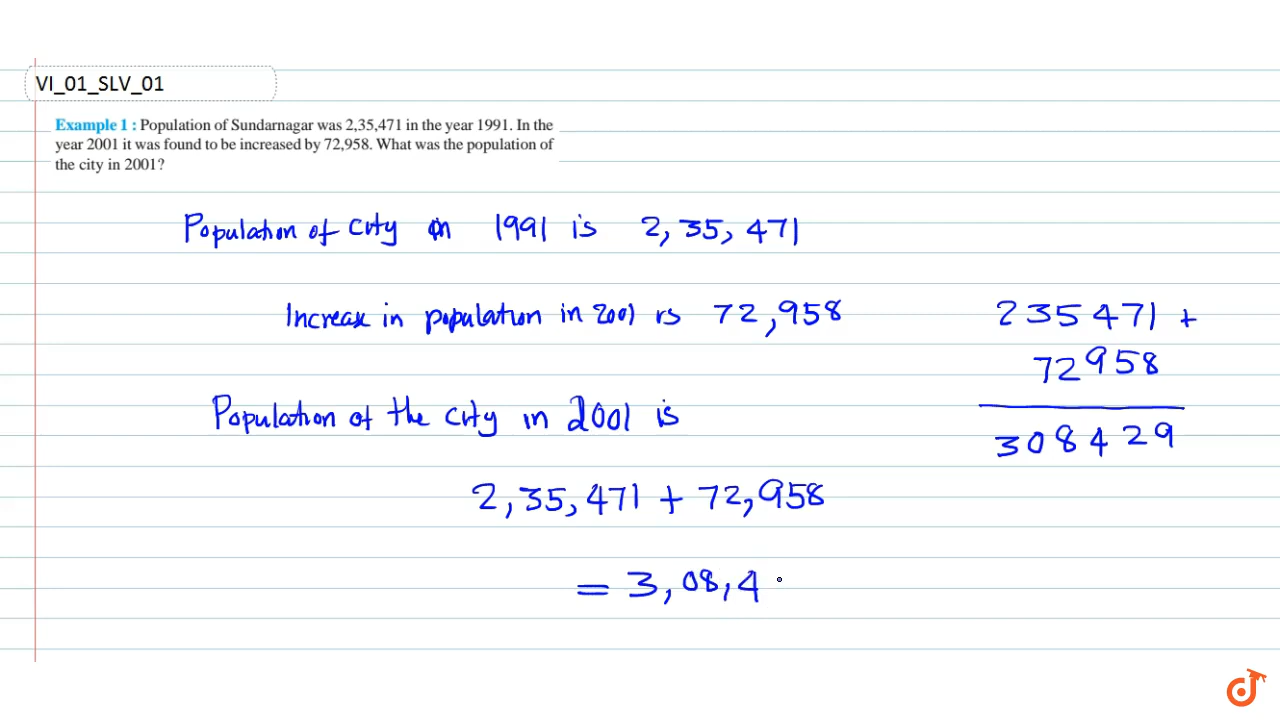 VI_01_SLV_01
Example 1 : Population of Sundarnagar was 2,35,471 in the year 1991. In the
year 2001 it was found to be increased by 72,958. What was the population of
the city in 2001?
Population of city in 1991 is 2,35,471
Increase in population in 2001 is 72,958
235471 +
72958
308429
Population of the city in 2001 is
2,35,471 + 72,958
= 3,08,4